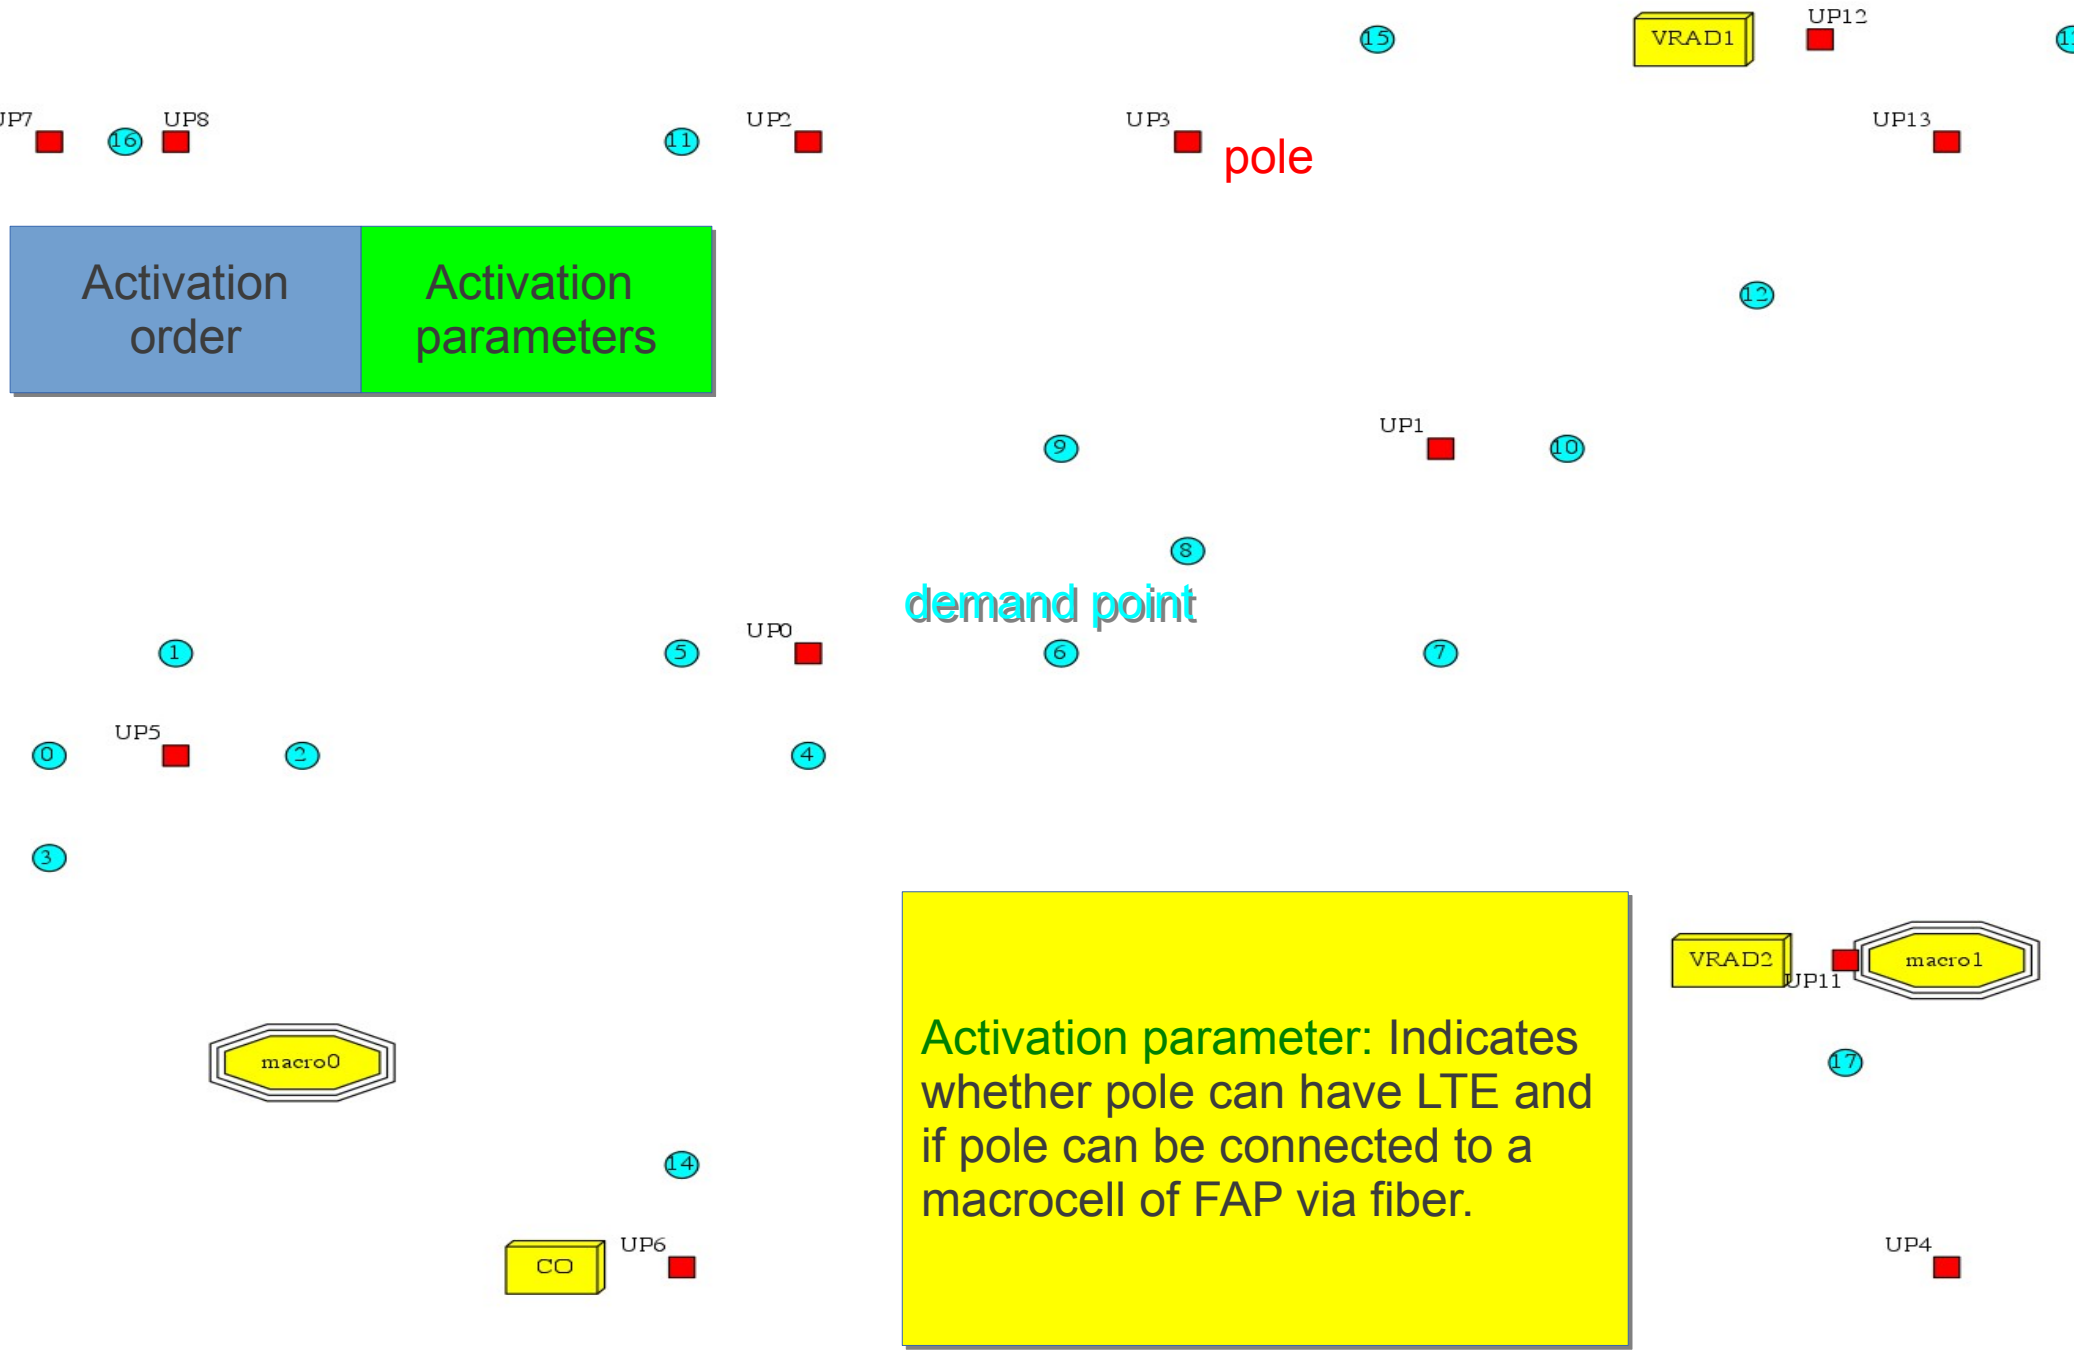 15
VRAD1
UP12
UP7
16
UP8
11
UP2
UP3
pole
UP13
Activation
order
Activation
parameters
12
9
UP1
10
8
demand point
1
5
UP0
6
7
0
UP5
2
4
3
VRAD2
UP11
macro1
macro0
Activation parameter: Indicates
whether pole can have LTE and
if pole can be connected to a
macrocell of FAP via fiber.
17
14
CO
UP6
UP4